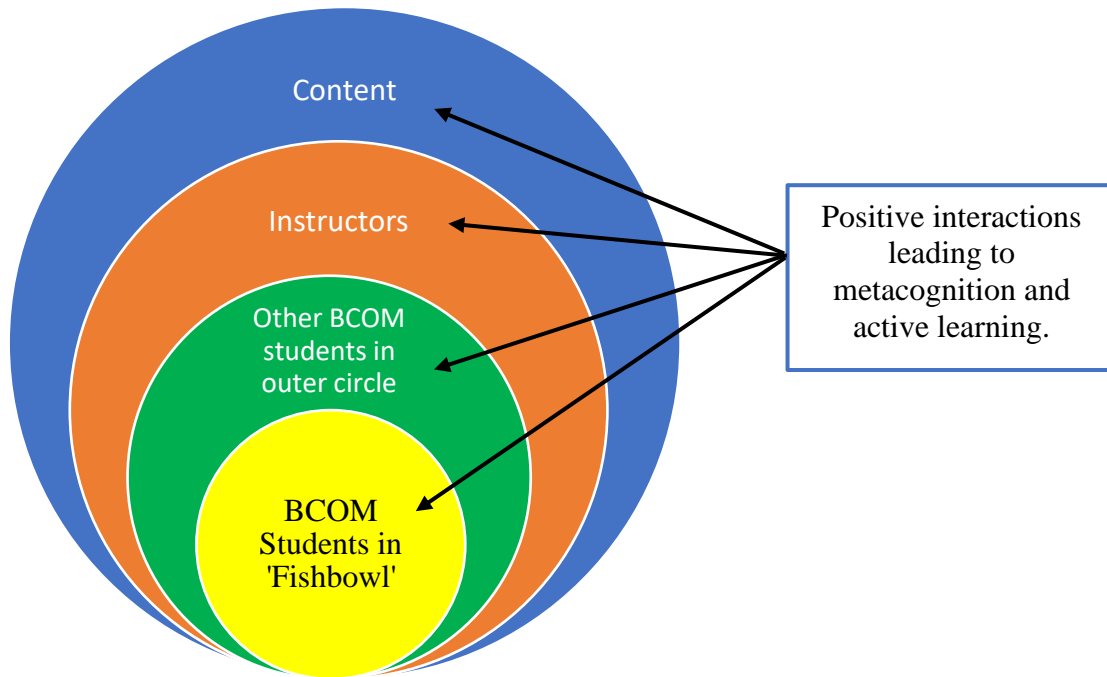 Content
Instructors
Other BCOM
students in
outer circle
BCOM
Students in
'Fishbowl'
Positive interactions
leading to
metacognition and
active learning.